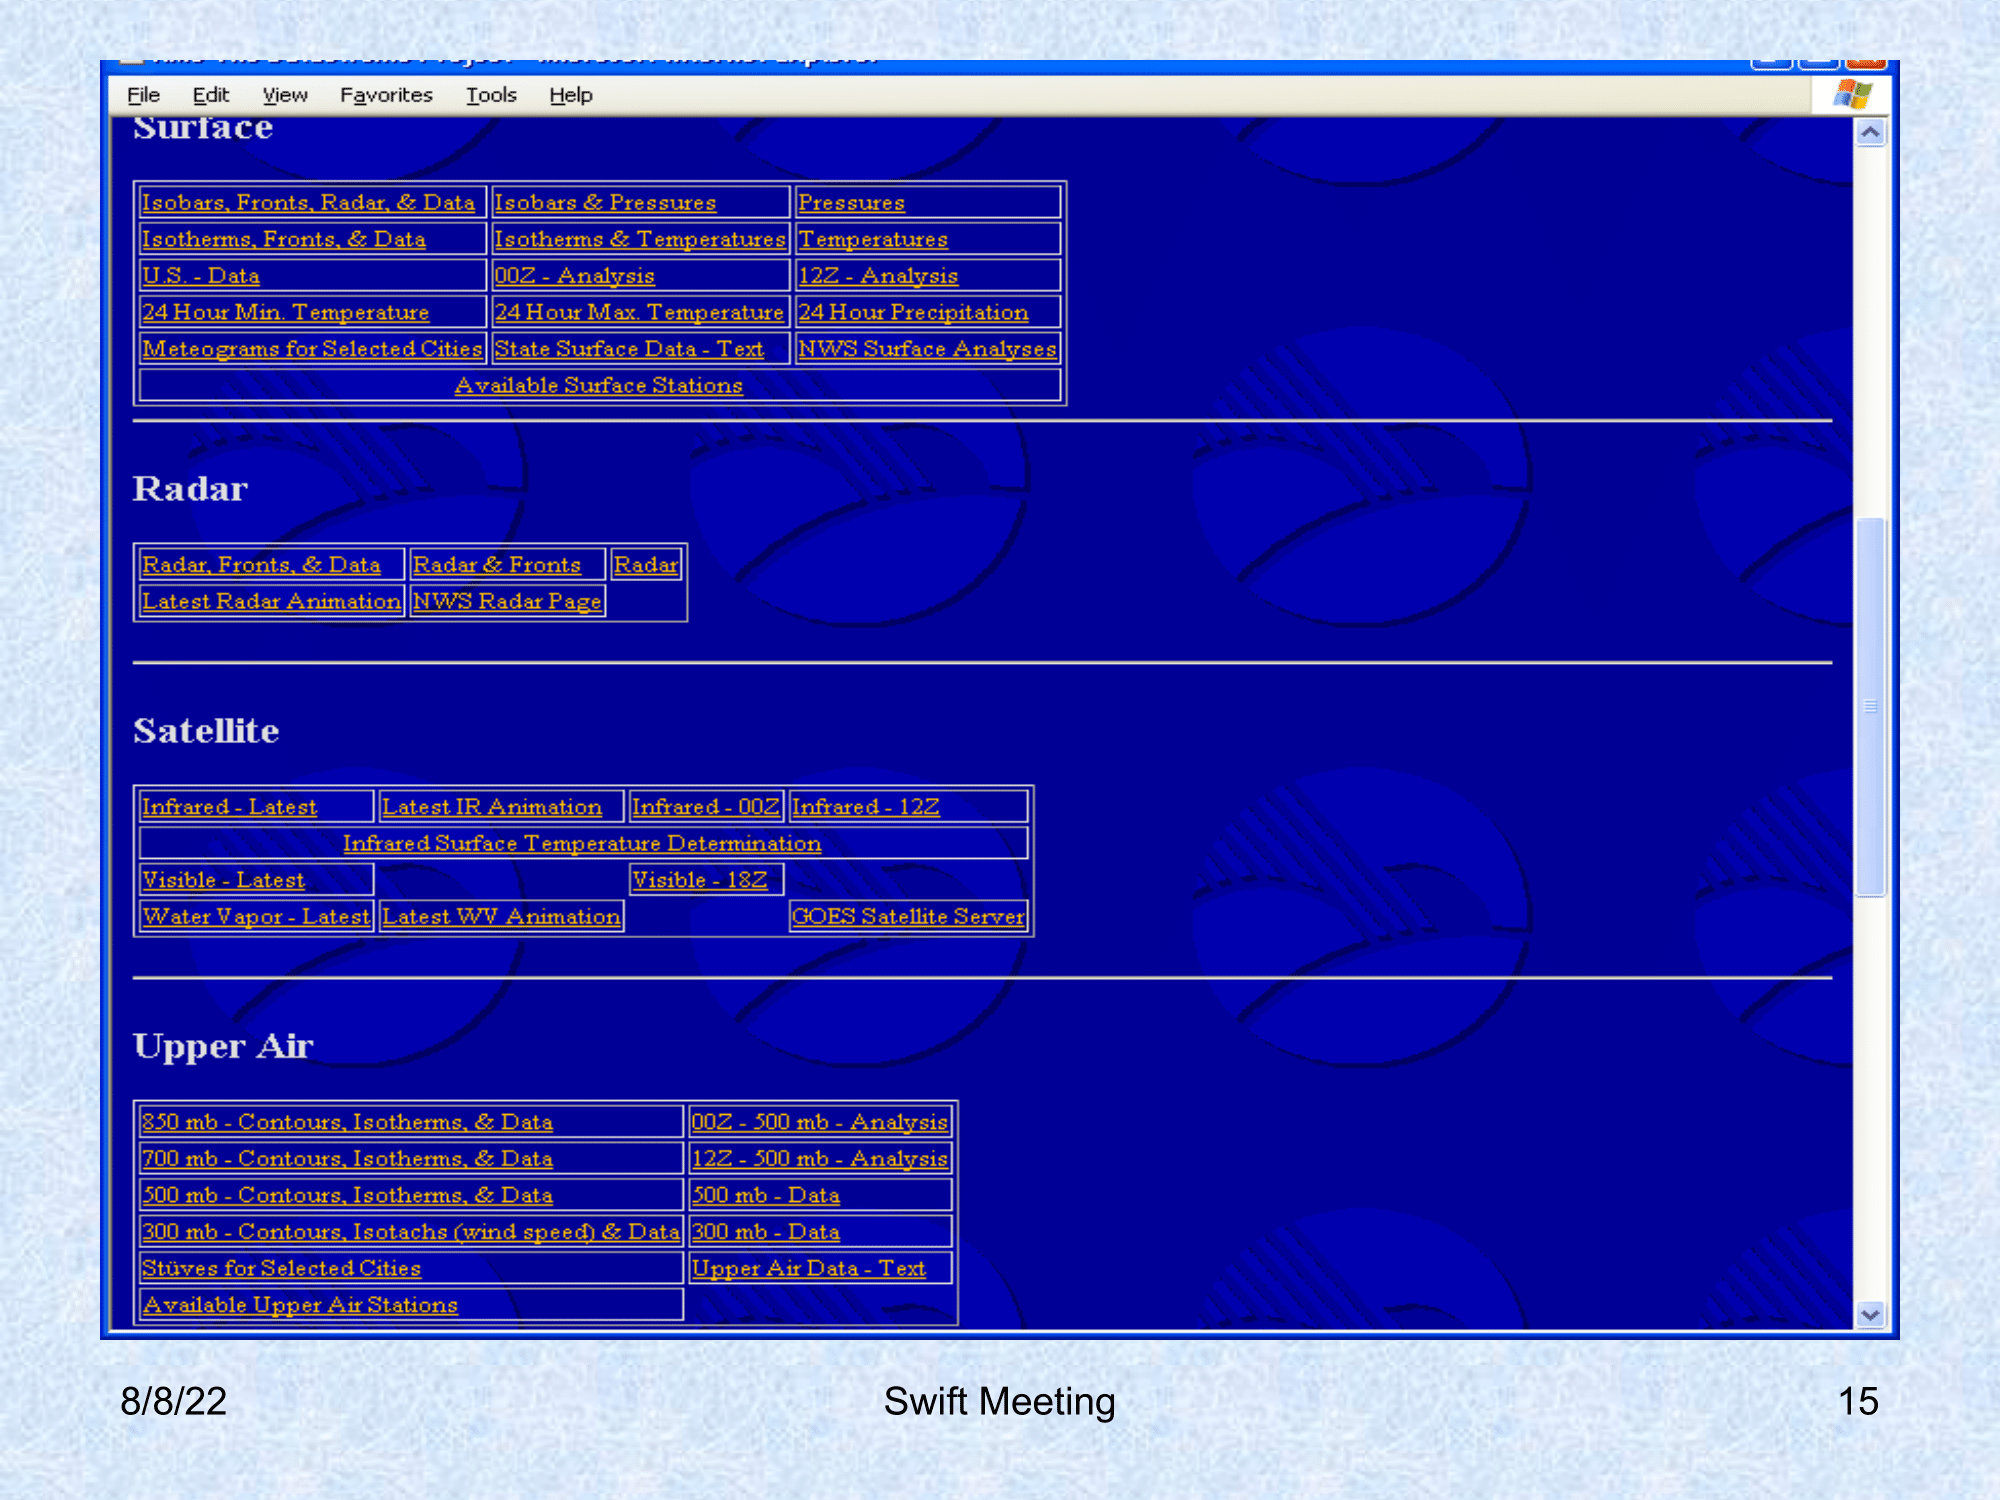 File Edit View Favorites Tools Help
Surface
Isobars, Fronts, Radar, & Data Isobars & Pressures Pressures
Isotherms, Fronts, & Data Isotherms & Temperatures Temperatures
U.S. - Data 00Z - Analysis 12Z - Analysis
24 Hour Min. Temperature 24 Hour Max. Temperature 24 Hour Precipitation
Meteograms for Selected Cities State Surface Data - Text NWS Surface Analyses
Available Surface Stations
Radar
Radar, Fronts, & Data Radar & Fronts Radar
Latest Radar Animation NWS Radar Page
Satellite
Infrared - Latest Latest IR Animation Infrared - 00Z Infrared - 12Z
Infrared Surface Temperature Determination
Visible - Latest Visible - 18Z
Water Vapor - Latest Latest WV Animation GOES Satellite Server
Upper Air
850 mb - Contours, Isotherms, & Data 00Z - 500 mb - Analysis
700 mb - Contours, Isotherms, & Data 12Z - 500 mb - Analysis
500 mb - Contours, Isotherms, & Data 500 mb - Data
300 mb - Contours, Isotachs (wind speed) & Data 300 mb - Data
Stüves for Selected Cities Upper Air Data - Text
Available Upper Air Stations
8/8/22 Swift Meeting 15